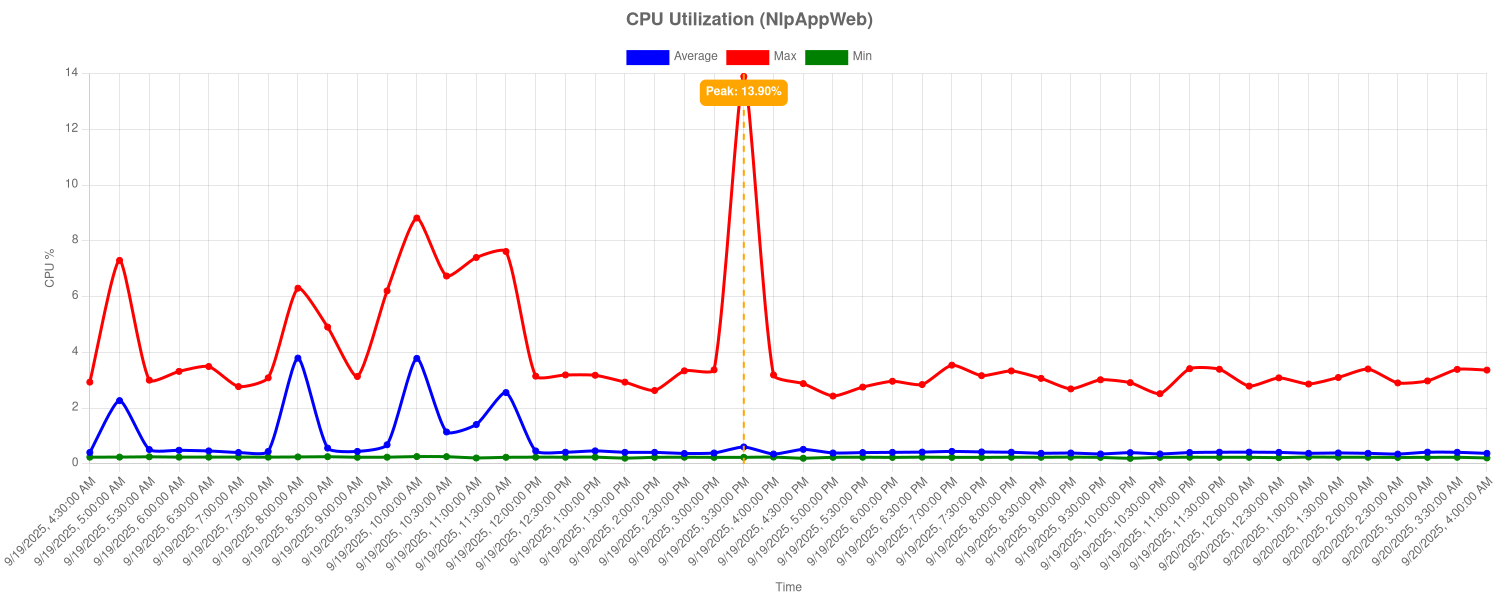 CPU Utilization (NlpAppWeb)
Average Max Min
14
Peak: 13.90%
12
10
8
CPU %
6
4
2
0
9/19/2025, 4:30:00 AM
9/19/2025, 5:00:00 AM
9/19/2025, 5:30:00 AM
9/19/2025, 6:00:00 AM
9/19/2025, 6:30:00 AM
9/19/2025, 7:00:00 AM
9/19/2025, 7:30:00 AM
9/19/2025, 8:00:00 AM
9/19/2025, 8:30:00 AM
9/19/2025, 9:00:00 AM
9/19/2025, 9:30:00 AM
9/19/2025, 10:00:00 AM
9/19/2025, 10:30:00 AM
9/19/2025, 11:00:00 AM
9/19/2025, 11:30:00 AM
9/19/2025, 12:00:00 PM
9/19/2025, 12:30:00 PM
9/19/2025, 1:00:00 PM
9/19/2025, 1:30:00 PM
9/19/2025, 2:00:00 PM
9/19/2025, 2:30:00 PM
9/19/2025, 3:00:00 PM
9/19/2025, 3:30:00 PM
9/19/2025, 4:00:00 PM
9/19/2025, 4:30:00 PM
9/19/2025, 5:00:00 PM
9/19/2025, 5:30:00 PM
9/19/2025, 6:00:00 PM
9/19/2025, 6:30:00 PM
9/19/2025, 7:00:00 PM
9/19/2025, 7:30:00 PM
9/19/2025, 8:00:00 PM
9/19/2025, 8:30:00 PM
9/19/2025, 9:00:00 PM
9/19/2025, 9:30:00 PM
9/19/2025, 10:00:00 PM
9/19/2025, 10:30:00 PM
9/19/2025, 11:00:00 PM
9/19/2025, 11:30:00 PM
9/20/2025, 12:00:00 AM
9/20/2025, 12:30:00 AM
9/20/2025, 1:00:00 AM
9/20/2025, 1:30:00 AM
9/20/2025, 2:00:00 AM
9/20/2025, 2:30:00 AM
9/20/2025, 3:00:00 AM
9/20/2025, 3:30:00 AM
9/20/2025, 4:00:00 AM
Time